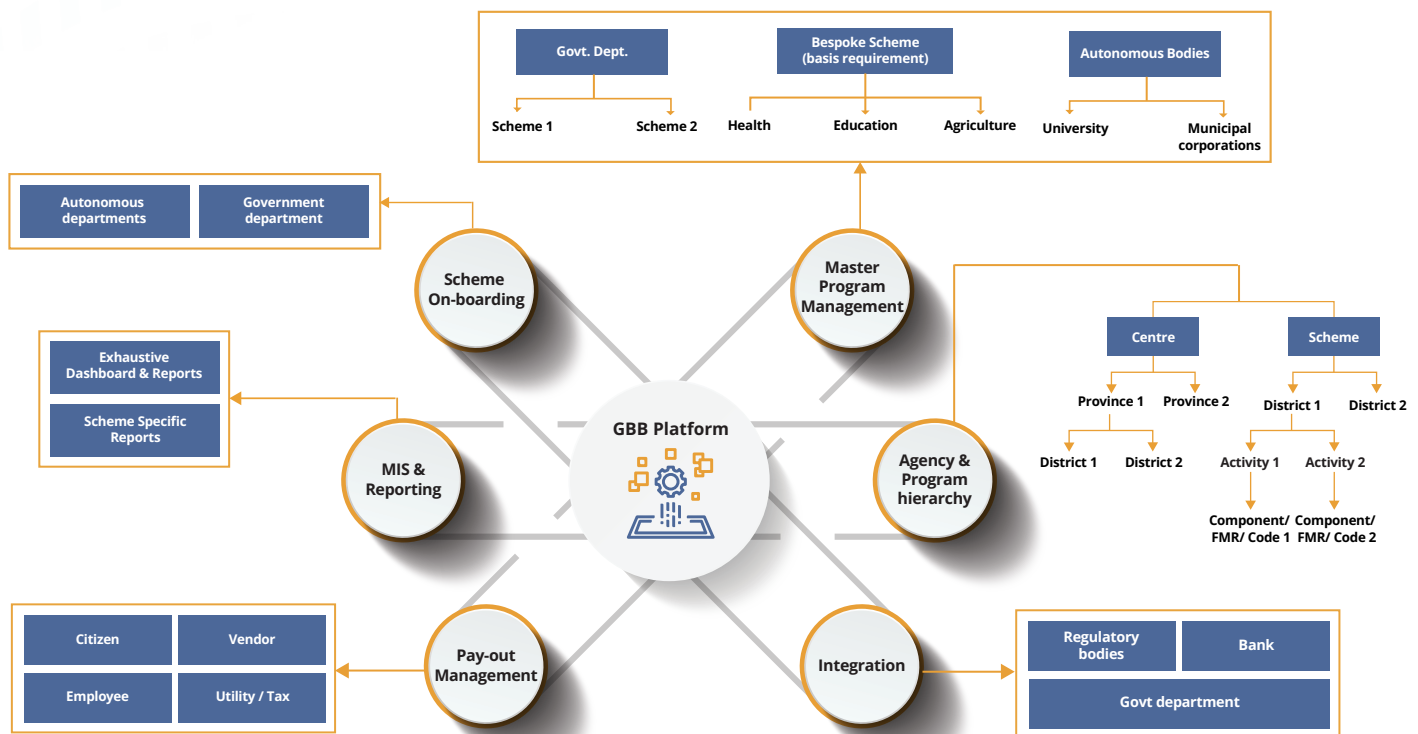 Govt. Dept.
Scheme 1
Scheme 2
Bespoke Scheme
(basis requirement)
Health
Education
Agriculture
Autonomous Bodies
University
Municipal
corporations
Autonomous
departments
Government
department
Scheme
On-boarding
Master
Program
Management
Exhaustive
Dashboard & Reports
Scheme Specific
Reports
MIS &
Reporting
GBB Platform
Agency &
Program
hierarchy
Centre
Province 1
Province 2
District 1
District 2
Scheme
District 1
District 2
Activity 1
Activity 2
Component/
FMR/ Code 1
Component/
FMR/ Code 2
Citizen
Vendor
Employee
Utility / Tax
Pay-out
Management
Integration
Regulatory
bodies
Bank
Govt department